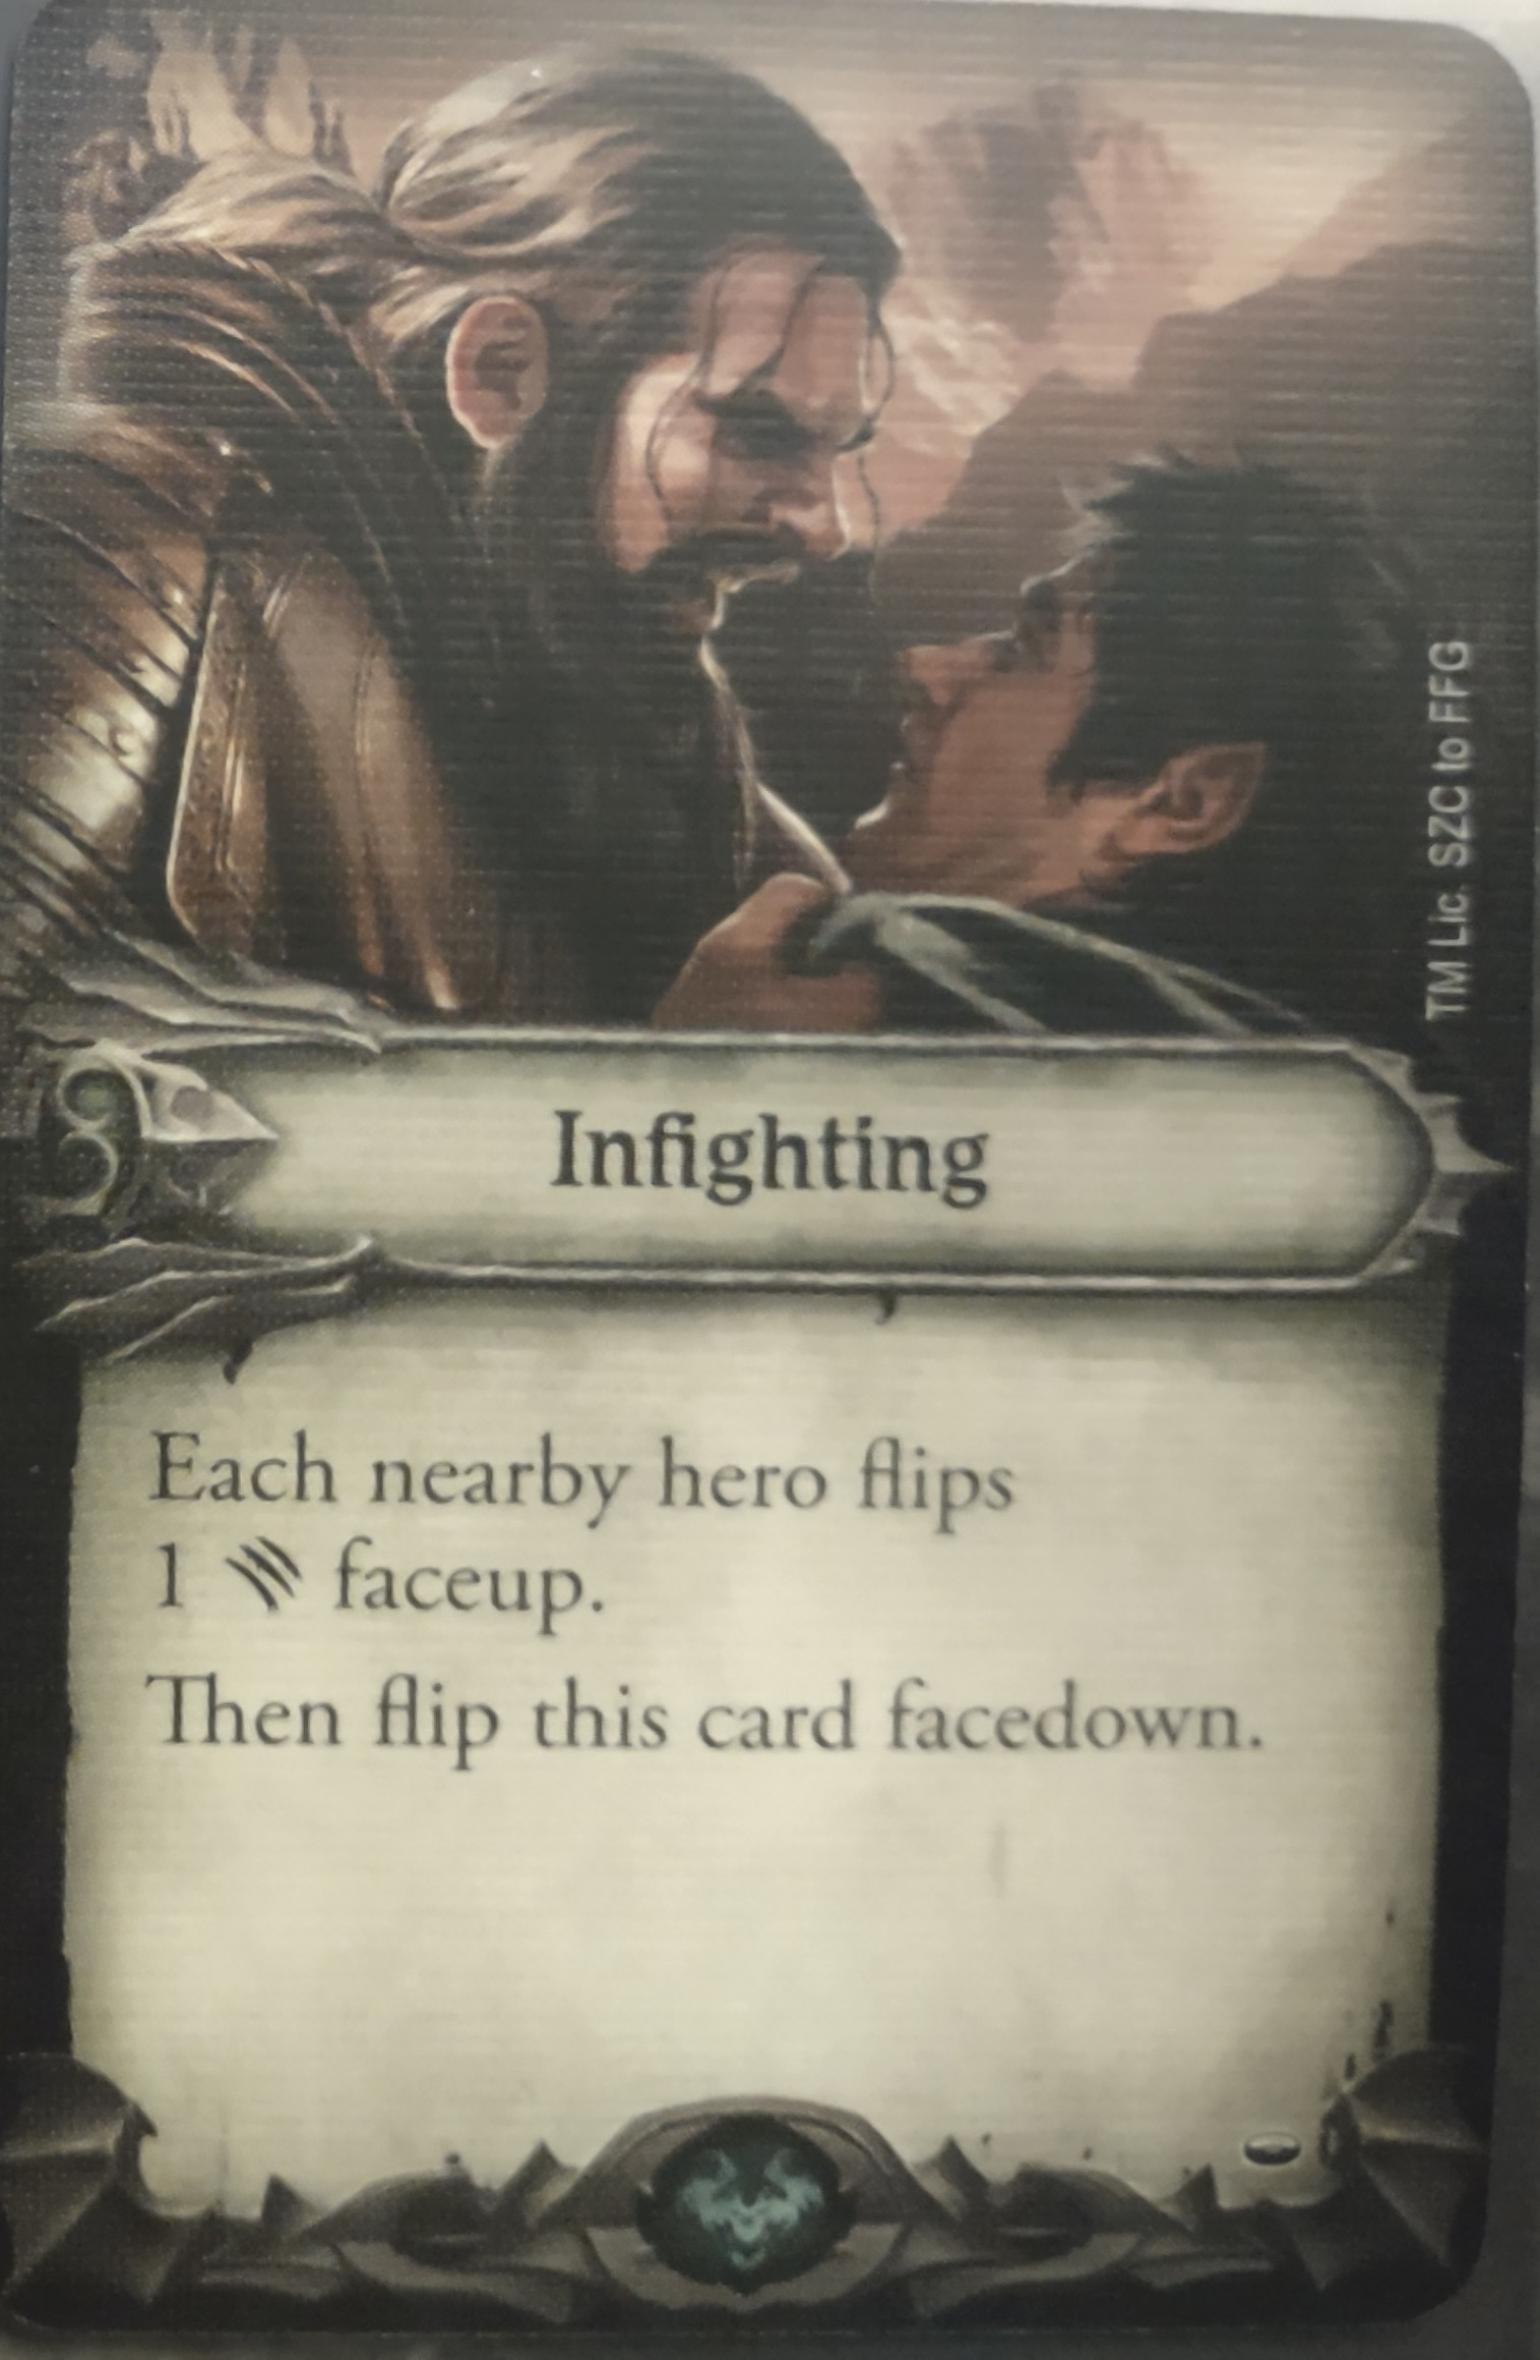 TM Lic. SZC to FFG
Infighting
Each nearby hero flips
1 faceup.
Then flip this card facedown.